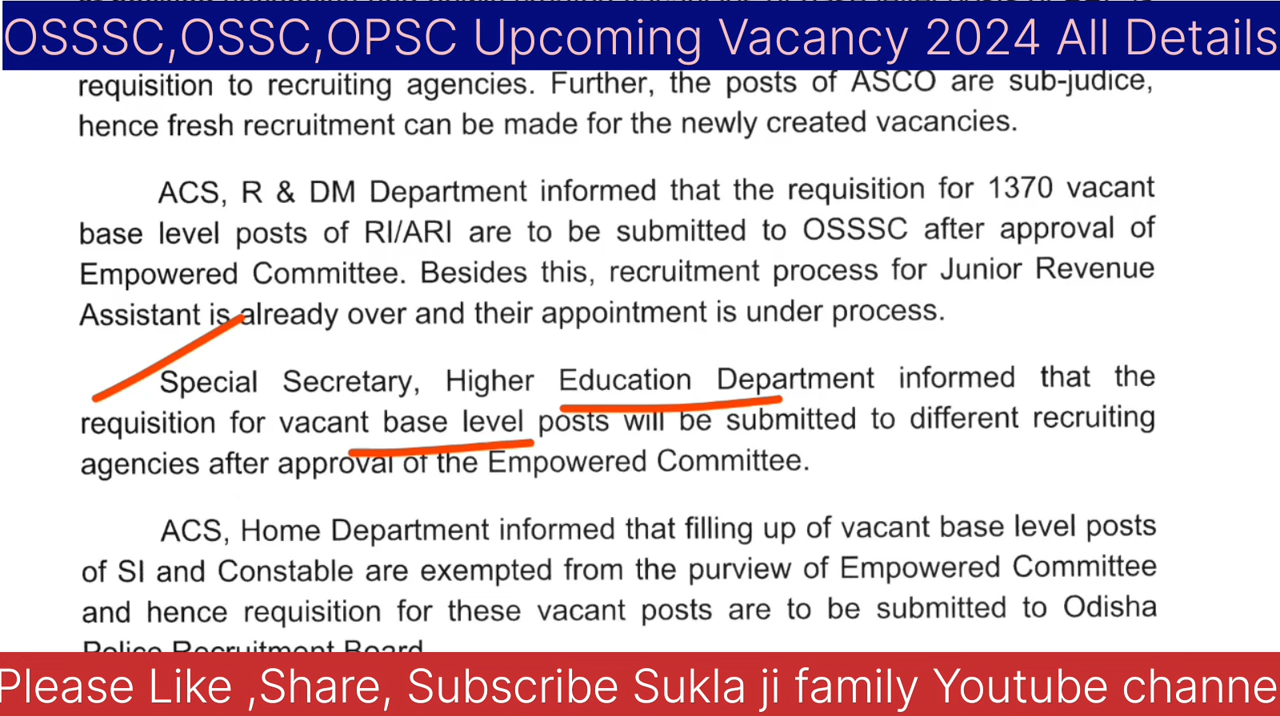 OSSSC,OSSC,OPSC Upcoming Vacancy 2024 All Details
requisition to recruiting agencies. Further, the posts of ASCO are sub-judice,
hence fresh recruitment can be made for the newly created vacancies.
ACS, R & DM Department informed that the requisition for 1370 vacant
base level posts of RI/ARI are to be submitted to OSSSC after approval of
Empowered Committee. Besides this, recruitment process for Junior Revenue
Assistant is already over and their appointment is under process.
Special Secretary, Higher Education Department informed that the
requisition for vacant base level posts will be submitted to different recruiting
agencies after approval of the Empowered Committee.
ACS, Home Department informed that filling up of vacant base level posts
of SI and Constable are exempted from the purview of Empowered Committee
and hence requisition for these vacant posts are to be submitted to Odisha
Police Recruitment Board
Please Like ,Share, Subscribe Sukla ji family Youtube channe